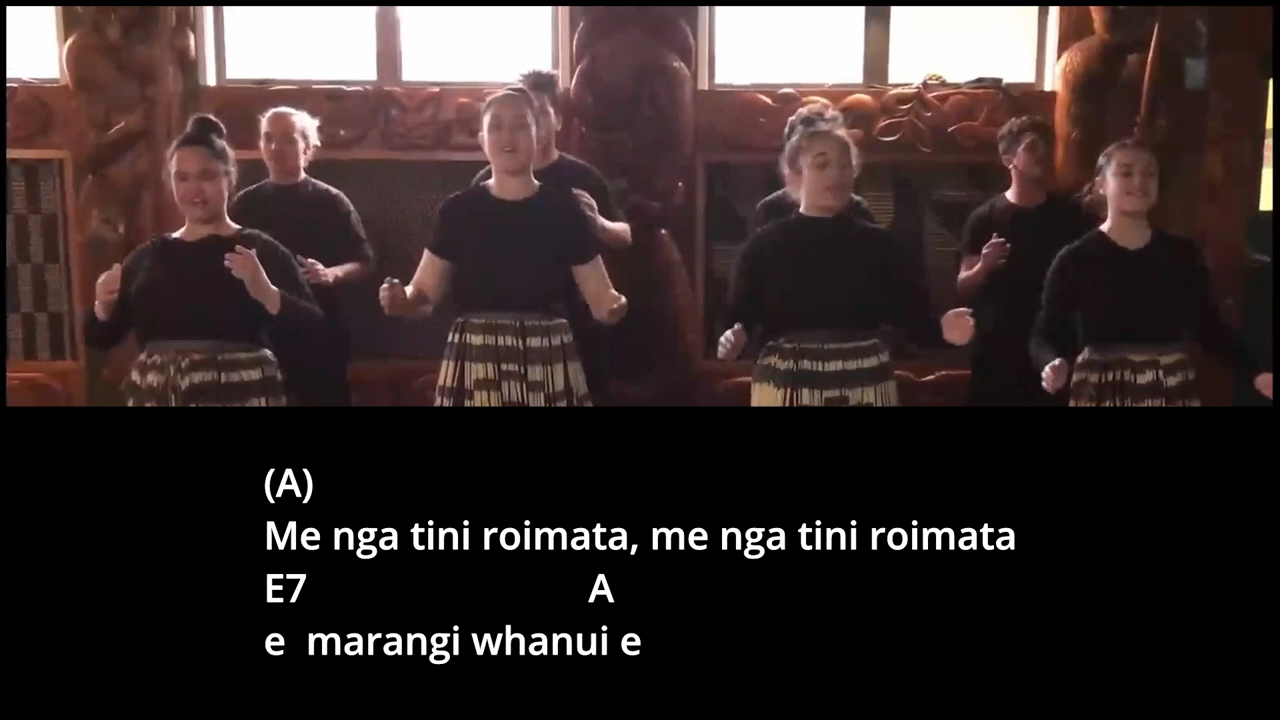 (A)
Me nga tini roimata, me nga tini roimata
E7 A
e marangi whanui e